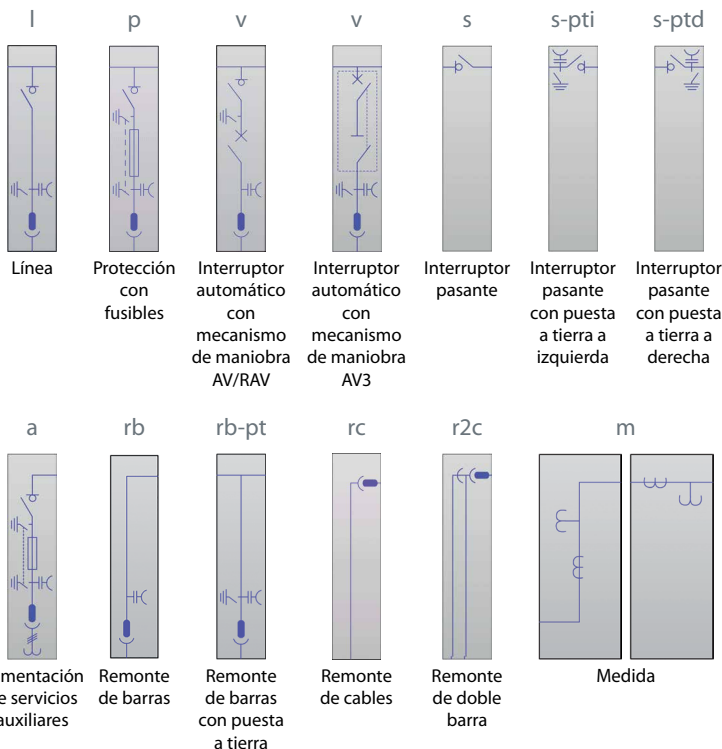 l p v v s s-pti s-ptd
Línea
Protección
con
fusibles
Interruptor
automático
con
mecanismo
de maniobra
AV/RAV
Interruptor
automático
con
mecanismo
de maniobra
AV3
Interruptor
pasante
Interruptor
pasante
con puesta
a tierra a
izquierda
Interruptor
pasante
con puesta
a tierra a
derecha
a rb rb-pt rc r2c m
mentación
e servicios
auxiliares
Remonte
de barras
Remonte
de barras
con puesta
a tierra
Remonte
de cables
Remonte
de doble
barra
Medida